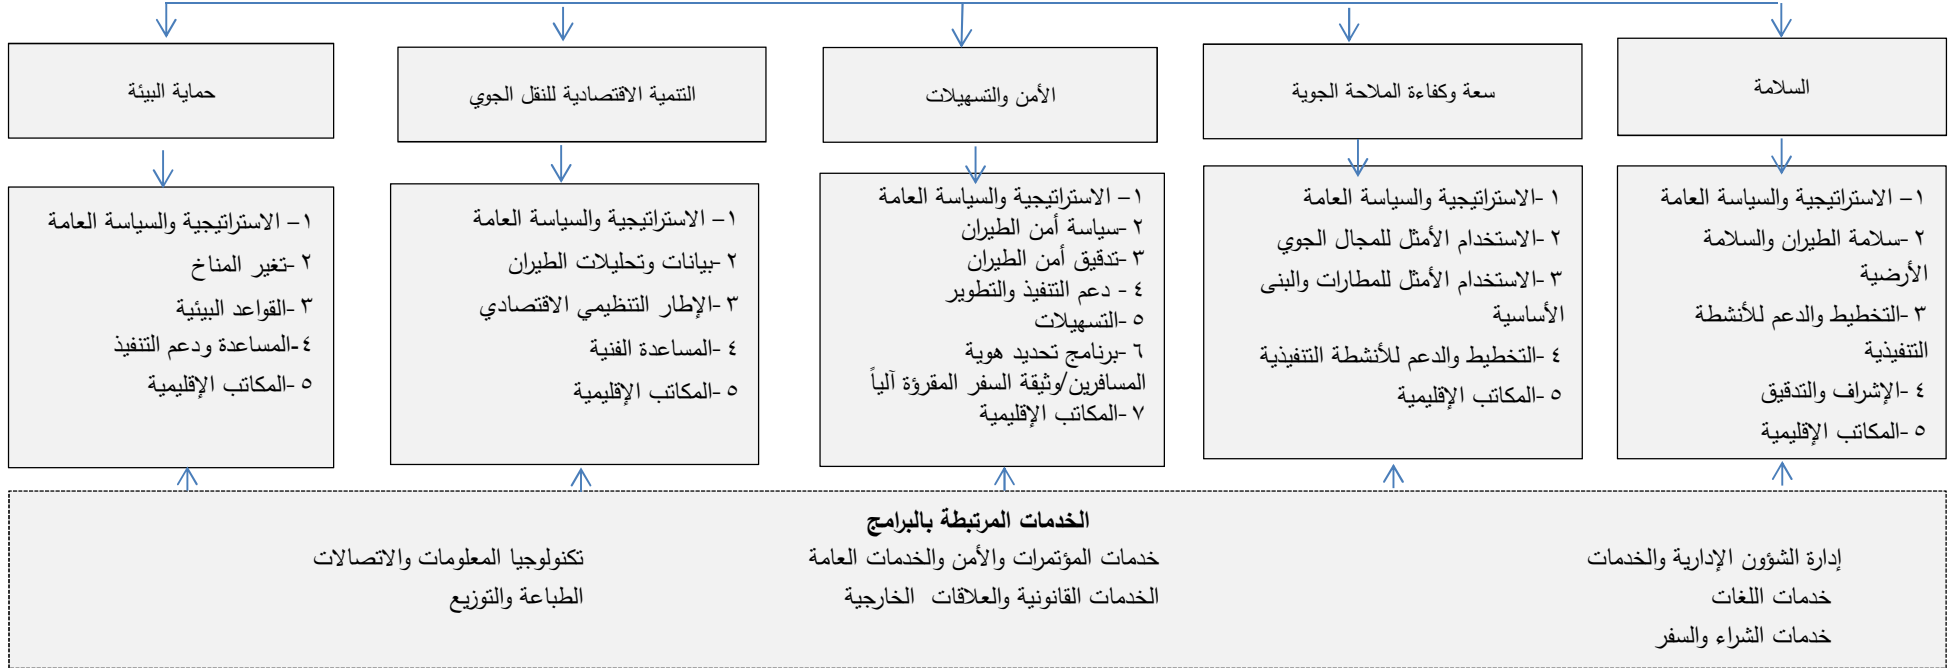 السلامة
سعة وكفاءة الملاحة الجوية
الأمن والتسهيلات
التنمية الاقتصادية للنقل الجوي
حماية البيئة
١- الاستراتيجية والسياسة العامة
٢-سلامة الطيران والسلامة
الأرضية
٣-التخطيط والدعم للأنشطة
التنفيذية
٤-الإشراف والتدقيق
٥-المكاتب الإقليمية
١-الاستراتيجية والسياسة العامة
٢-الاستخدام الأمثل للمجال الجوي
٣-الاستخدام الأمثل للمطارات والبنى
الأساسية
٤-التخطيط والدعم للأنشطة التنفيذية
٥-المكاتب الإقليمية
١- الاستراتيجية والسياسة العامة
٢-سياسة أمن الطيران
٣-تدقيق أمن الطيران
٤- دعم التنفيذ والتطوير
٥-التسهيلات
٦-برنامج تحديد هوية
المسافرين/وثيقة السفر المقروؤة آلياً
٧-المكاتب الإقليمية
١- الاستراتيجية والسياسة العامة
٢-بيانات وتحليلات الطيران
٣-الإطار التنظيمي الاقتصادي
٤-المساعدة الفنية
٥-المكاتب الإقليمية
١- الاستراتيجية والسياسة العامة
٢-تغير المناخ
٣-القواعد البيئية
٤-المساعدة ودعم التنفيذ
٥-المكاتب الإقليمية
الخدمات المرتبطة بالبرامج
إدارة الشؤون الإدارية والخدمات
خدمات اللغات
خدمات الشراء والسفر
خدمات المؤتمرات والأمن والخدمات العامة
الخدمات القانونية والعلاقات الخارجية
تكنولوجيا المعلومات والاتصالات
الطباعة والتوزيع